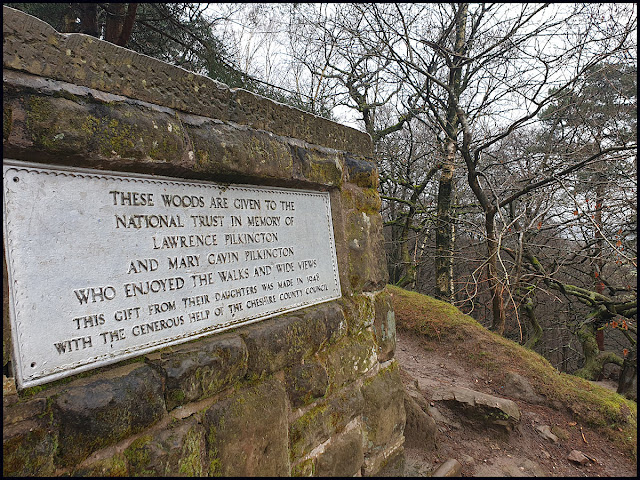 THESE WOODS ARE GIVEN TO THE
NATIONAL TRUST IN MEMORY OF
LAWRENCE PILKINGTON
AND MARY GAVIN PILKINGTON
WHO ENJOYED THE WALKS AND WIDE VIEWS
THIS GIFT FROM THEIR DAUGHTERS WAS MADE IN 1948
WITH THE GENEROUS HELP OF THE CHESHIRE COUNTY COUNCIL